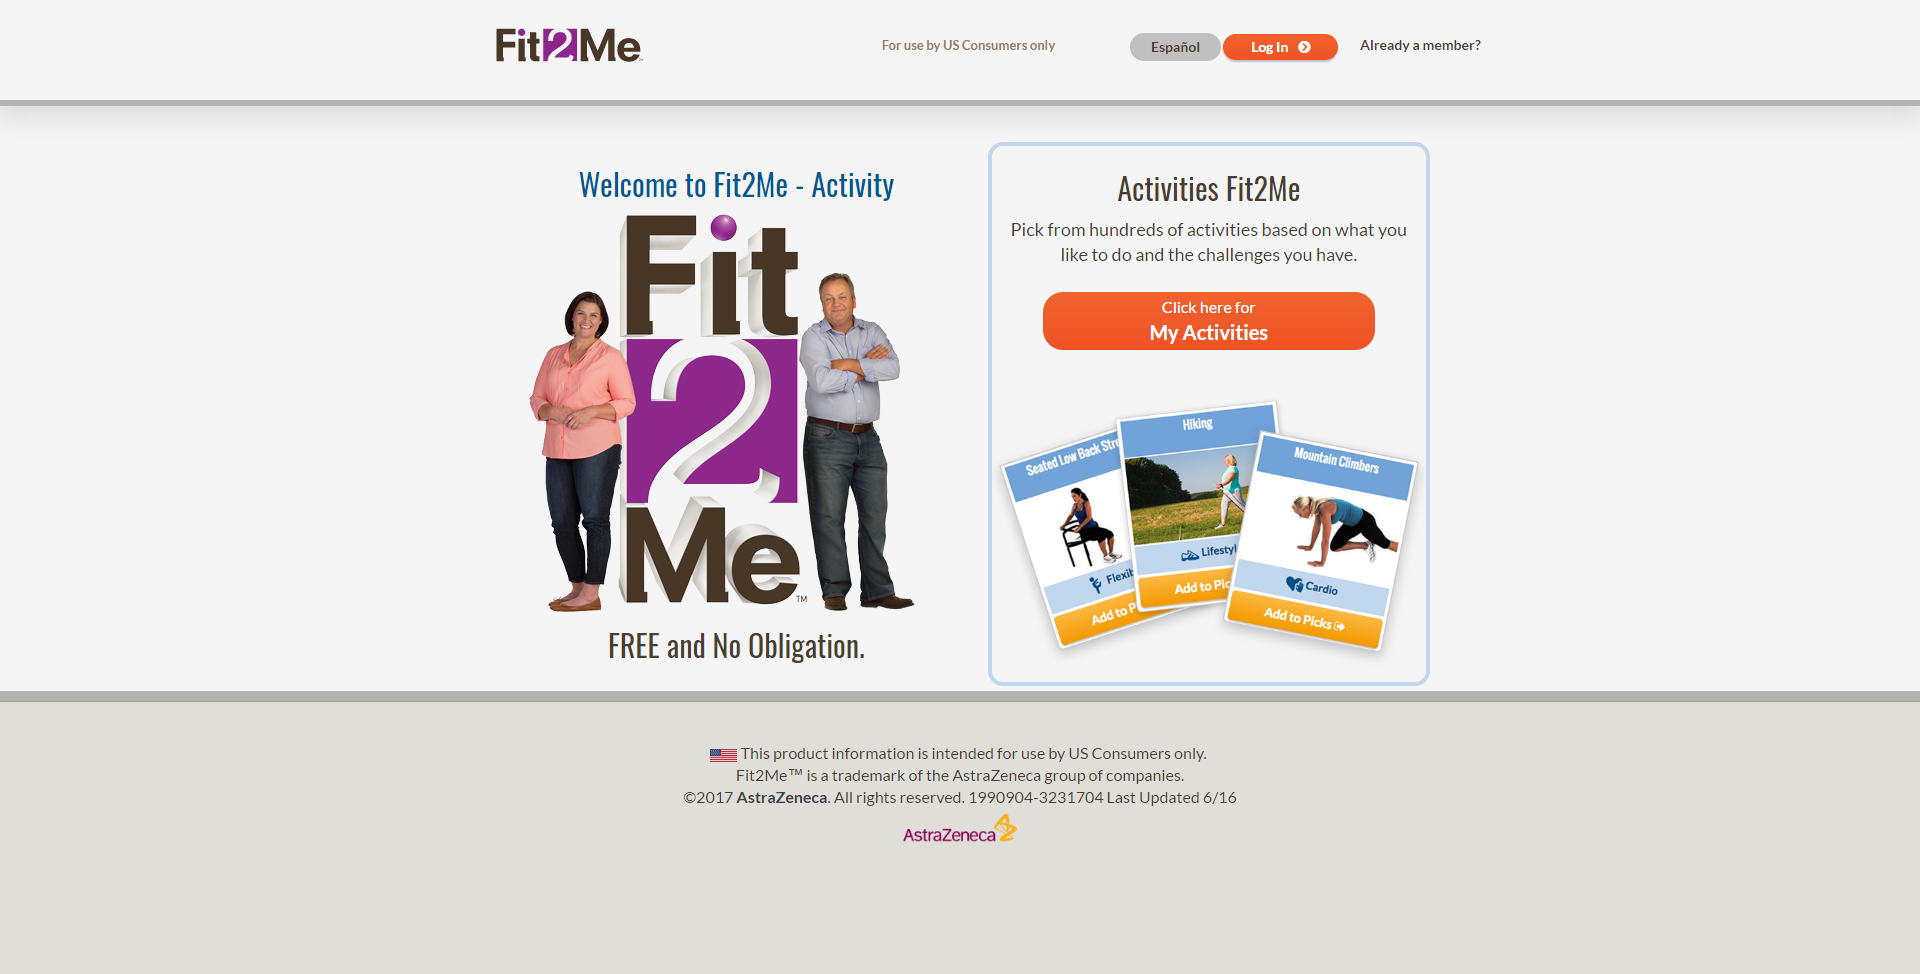 Fit2Me™
For use by US Consumers only
Español
Log In
Already a member?
Welcome to Fit2Me - Activity
Fit
2
Me™
FREE and No Obligation.
Activities Fit2Me
Pick from hundreds of activities based on what you
like to do and the challenges you have.
Click here for
My Activities
Seated Low Back Stre
Flexib
Add to P
Hiking
Lifestyl
Add to Pic
Mountain Climbers
Cardio
Add to Picks
This product information is intended for use by US Consumers only.
Fit2Me™ is a trademark of the AstraZeneca group of companies.
©2017 AstraZeneca. All rights reserved. 1990904-3231704 Last Updated 6/16
AstraZeneca